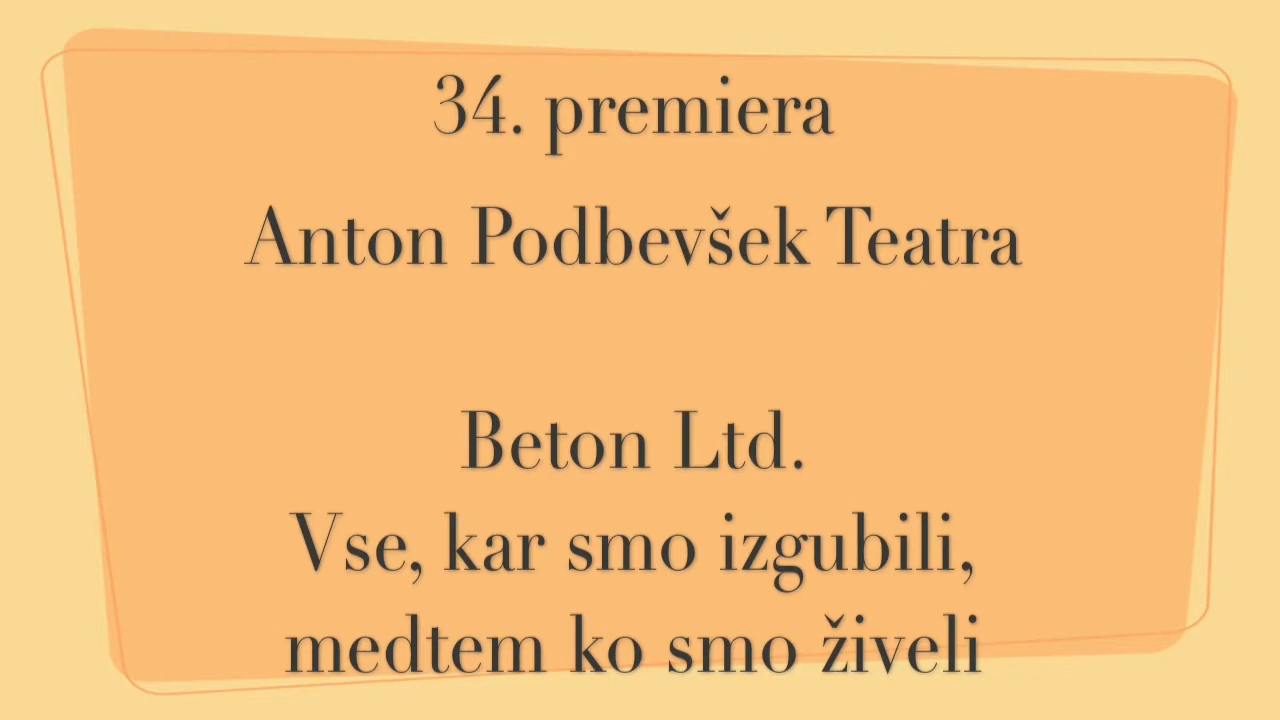 34. premiera
Anton Podbevšek Teatra
Beton Ltd.
Vse, kar smo izgubili,
medtem ko smo živeli